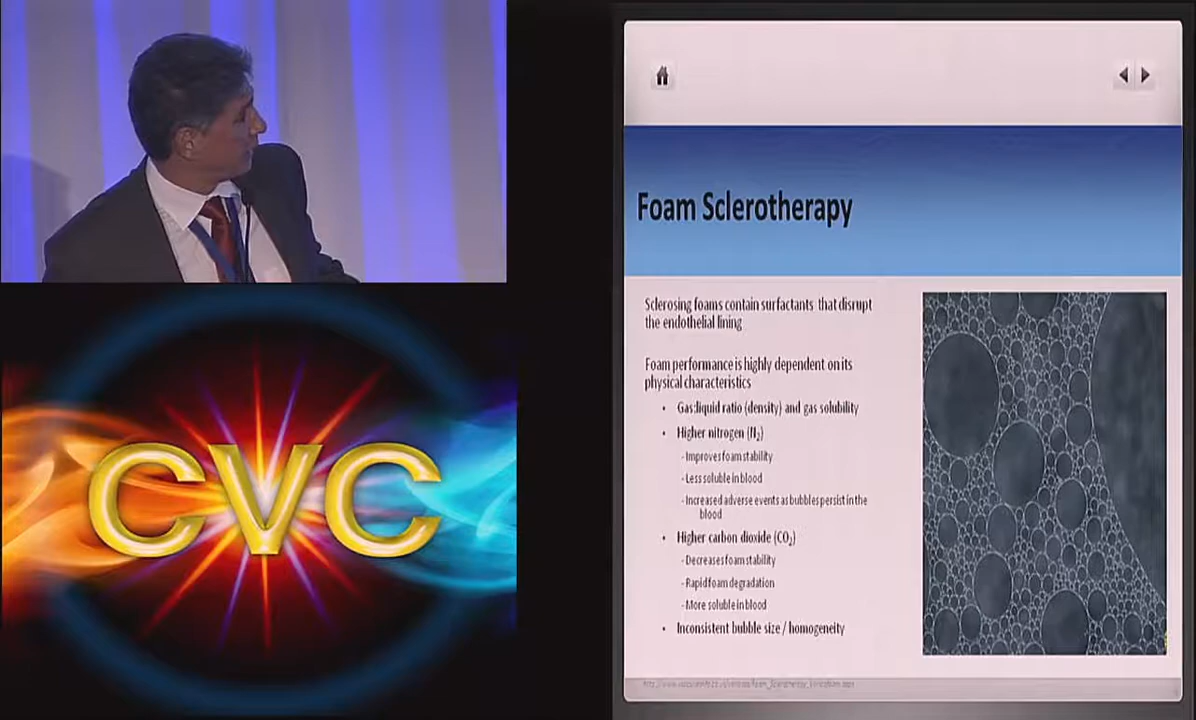 CVC
Foam Sclerotherapy
Sclerosing foams contain surfactants that disrupt
the endothelial lining
Foam performance is highly dependent on its
physical characteristics
• Gas:liquid ratio (density) and gas solubility
• Higher nitrogen (N₂)
- Improves foam stability
- Less soluble in blood
- Increased adverse events as bubbles persist in the
blood
• Higher carbon dioxide (CO₂)
- Decreases foam stability
- Rapid foam degradation
- More soluble in blood
• Inconsistent bubble size / homogeneity